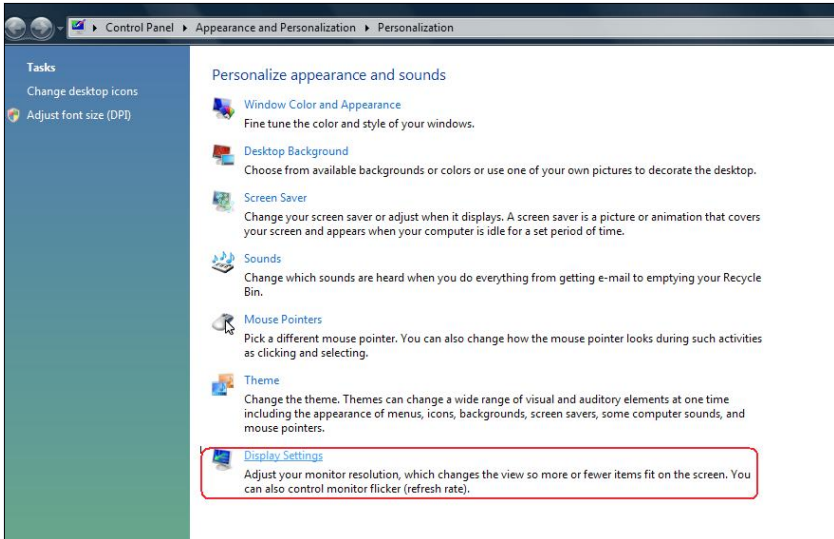 Control Panel ▸ Appearance and Personalization ▸ Personalization
Tasks
Change desktop icons
Adjust font size (DPI)
Personalize appearance and sounds
Window Color and Appearance
Fine tune the color and style of your windows.
Desktop Background
Choose from available backgrounds or colors or use one of your own pictures to decorate the desktop.
Screen Saver
Change your screen saver or adjust when it displays. A screen saver is a picture or animation that covers
your screen and appears when your computer is idle for a set period of time.
Sounds
Change which sounds are heard when you do everything from getting e-mail to emptying your Recycle
Bin.
Mouse Pointers
Pick a different mouse pointer. You can also change how the mouse pointer looks during such activities
as clicking and selecting.
Theme
Change the theme. Themes can change a wide range of visual and auditory elements at one time
including the appearance of menus, icons, backgrounds, screen savers, some computer sounds, and
mouse pointers.
Display Settings
Adjust your monitor resolution, which changes the view so more or fewer items fit on the screen. You
can also control monitor flicker (refresh rate).